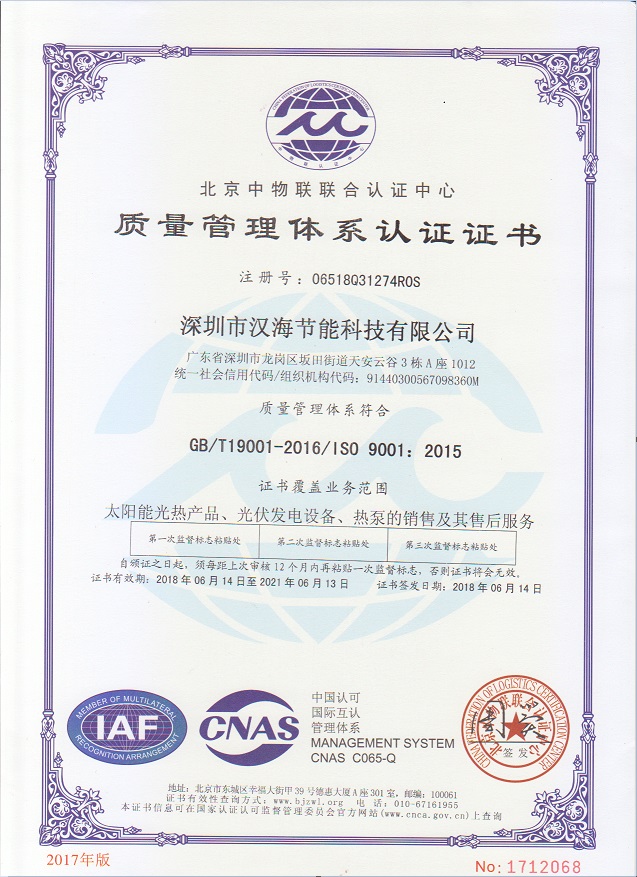 北京中物联联合认证中心
质量管理体系认证证书
注册号：06518Q31274R0S
深圳市汉海节能科技有限公司
广东省深圳市龙岗区坂田街道天安云谷3栋A座1012
统一社会信用代码/组织机构代码：91440300567098360M
质量管理体系符合
GB/T19001-2016/ISO 9001：2015
证书覆盖业务范围
太阳能光热产品、光伏发电设备、热泵的销售及其售后服务
第一次监督标志粘贴处 第二次监督标志粘贴处 第三次监督标志粘贴处
自颁证之日起，须每距上次审核12个月内再粘贴一次监督标志，否则证书将会无效。
证书有效期：2018年06月14日至2021年06月13日 证书签发日期：2018年06月14日
MEMBER OF MULTILATERAL
IAF
RECOGNITION ARRANGEMENT
CNAS
中国认可
国际互认
管理体系
MANAGEMENT SYSTEM
CNAS C065-Q
CHINA FEDERATION OF LOGISTICS CERTIFICATION CENTER
签发
地址：北京市东城区幸福大街甲39号德惠大厦A座301室，邮编：100061
证书有效性查询方式：www.bjzwl.org 电话：010-67161955
本证书信息可在国家认证认可监督管理委员会官方网站(www.cnca.gov.cn)上查询
2017年版
No:1712068